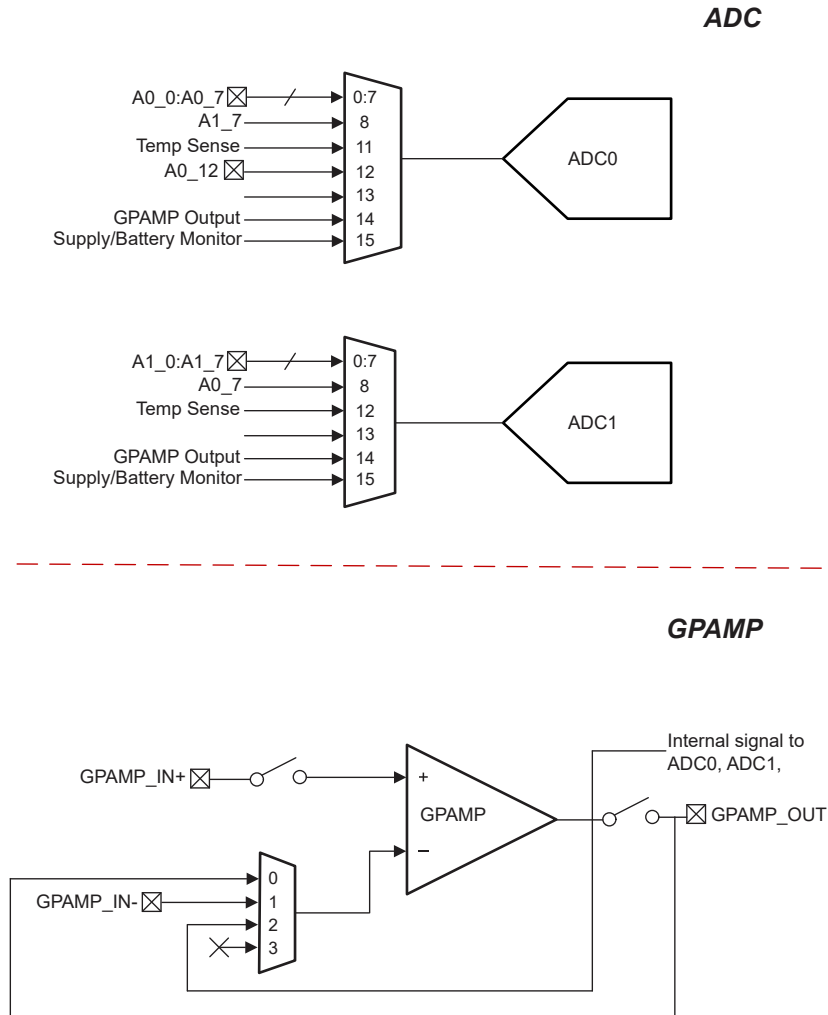 ADC
A0_0:A0_7
0:7
A1_7
8
Temp Sense
11
ADC0
A0_12
12
13
GPAMP Output
14
Supply/Battery Monitor
15
A1_0:A1_7
0:7
A0_7
8
Temp Sense
12
ADC1
13
GPAMP Output
14
Supply/Battery Monitor
15
GPAMP
Internal signal to
ADC0, ADC1,
GPAMP_IN+
+
GPAMP
GPAMP_OUT
−
0
GPAMP_IN-
1
2
3